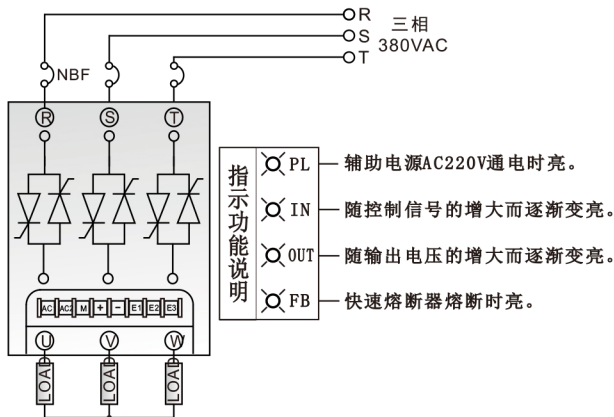 R
S
T
三相
380VAC
NBF
R
S
T
指示功能说明
PL 辅助电源AC220V通电时亮。
IN 随控制信号的增大而逐渐变亮。
OUT 随输出电压的增大而逐渐变亮。
FB 快速熔断器熔断时亮。
AC AC2 M + − E1 E2 E3
U
V
W
LOAD
LOAD
LOAD